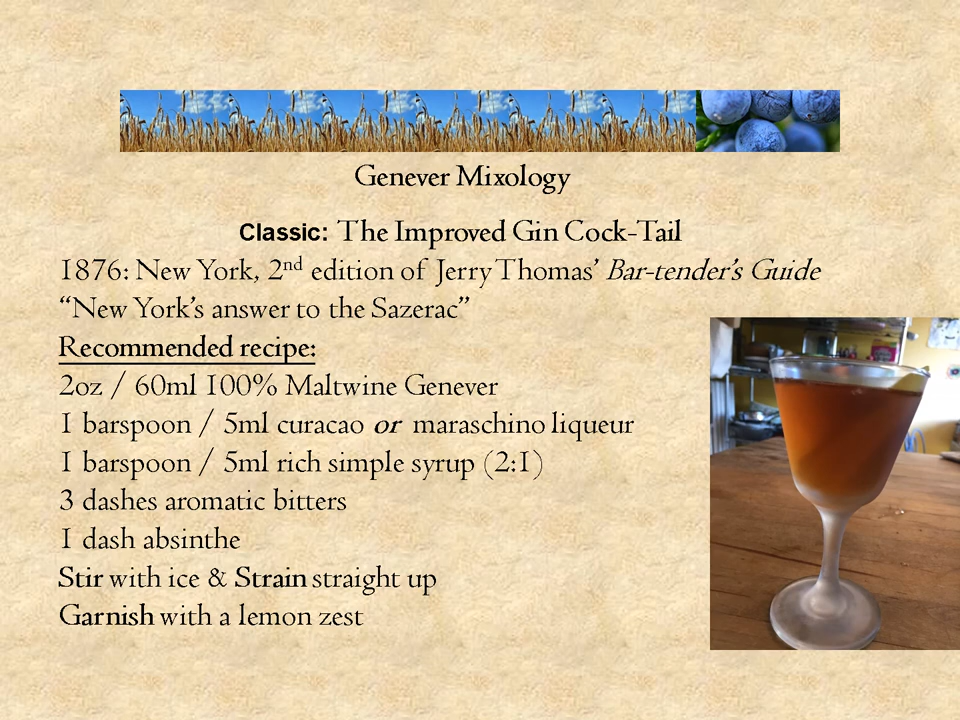 Genever Mixology
Classic: The Improved Gin Cock-Tail
1876: New York, 2nd edition of Jerry Thomas’ Bar-tender’s Guide
“New York’s answer to the Sazerac”
Recommended recipe:
2oz / 60ml 100% Maltwine Genever
1 barspoon / 5ml curacao or maraschino liqueur
1 barspoon / 5ml rich simple syrup (2:1)
3 dashes aromatic bitters
1 dash absinthe
Stir with ice & Strain straight up
Garnish with a lemon zest